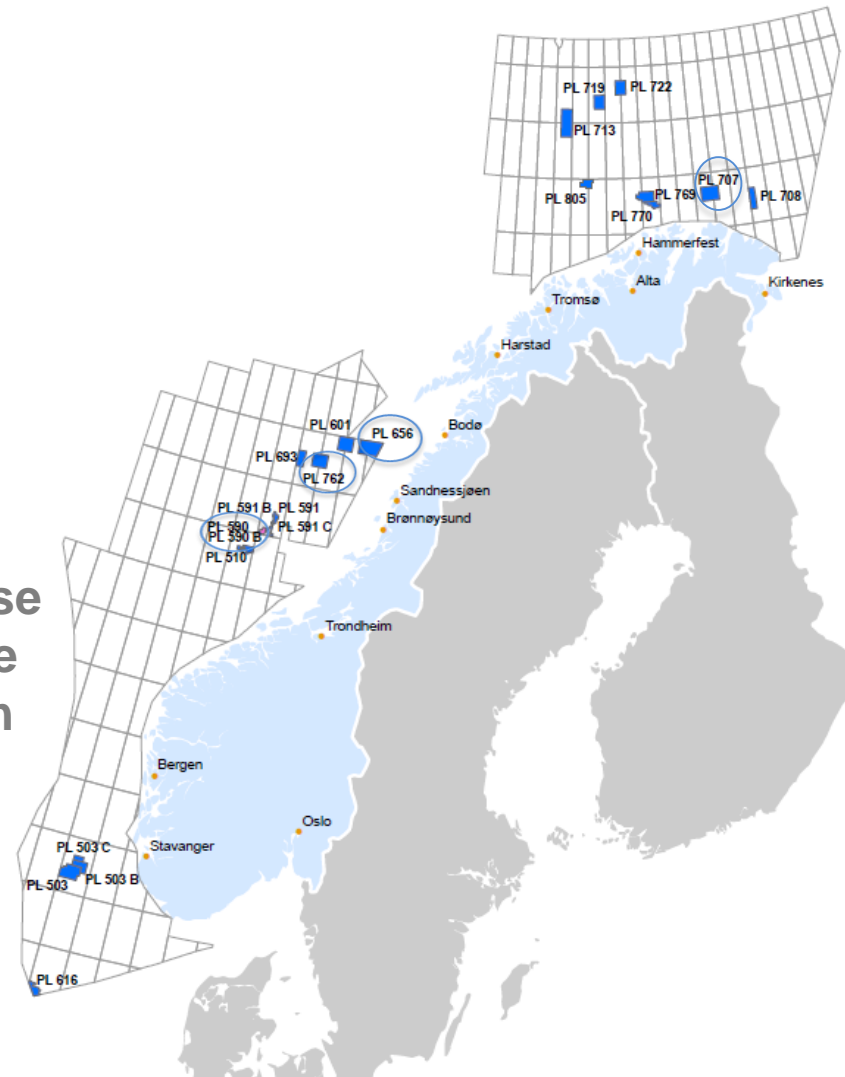 PL 719
PL 722
PL 713
PL 707
PL 805
PL 769
PL 708
PL 770
Hammerfest
Alta
Kirkenes
Tromsø
Harstad
PL 601
PL 656
Bodø
PL 693
PL 762
Sandnessjøen
PL 591 B
PL 591
PL 590
PL 591 C
Brønnøysund
PL 590 B
PL 510
se
e
n
Trondheim
Bergen
Oslo
Stavanger
PL 503 C
PL 503
PL 503 B
PL 616